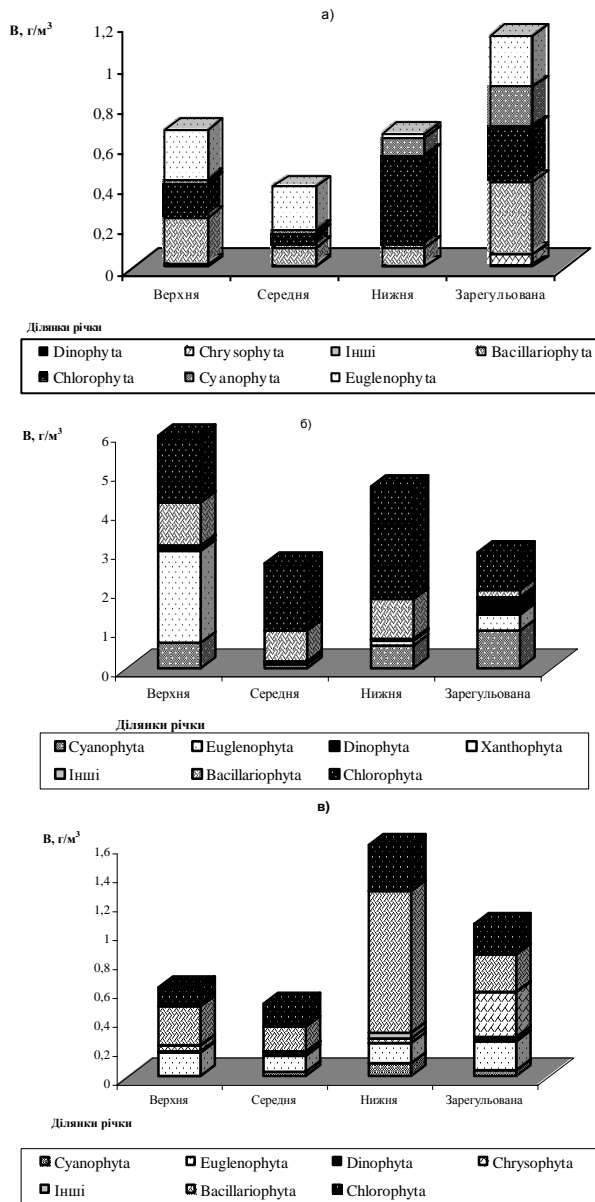 а)
В, г/м³
1,2
1
0,8
0,6
0,4
0,2
0
Верхня Середня Нижня Зарегульована
Ділянки річки
Dinophyta Chrysophyta Інші Bacillariophyta
Chlorophyta Cyanophyta Euglenophyta
б)
В, г/м³
6
5
4
3
2
1
0
Верхня Середня Нижня Зарегульована
Ділянки річки
Cyanophyta Euglenophyta Dinophyta Xanthophyta
Інші Bacillariophyta Chlorophyta
в)
В, г/м³
1,6
1,4
1,2
1
0,8
0,6
0,4
0,2
0
Верхня Середня Нижня Зарегульована
Ділянки річки
Cyanophyta Euglenophyta Dinophyta Chrysophyta
Інші Bacillariophyta Chlorophyta